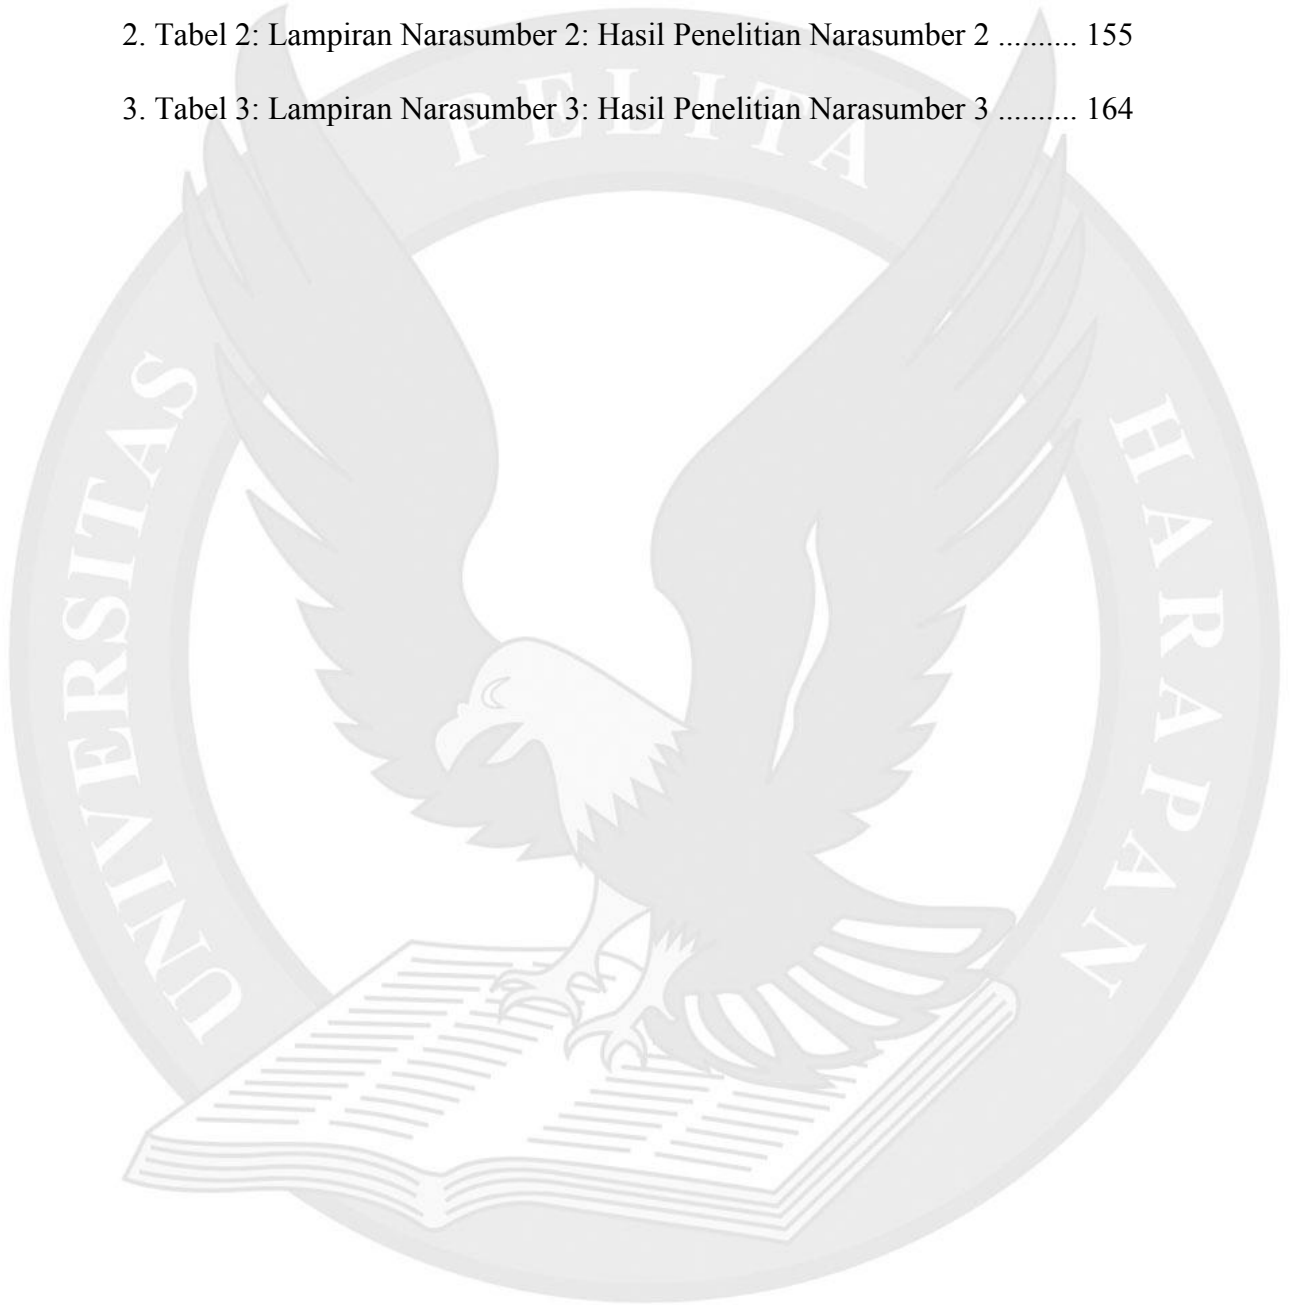 2. Tabel 2: Lampiran Narasumber 2: Hasil Penelitian Narasumber 2 .......... 155
3. Tabel 3: Lampiran Narasumber 3: Hasil Penelitian Narasumber 3 .......... 164
UNIVERSITAS PELITA HARAPAN